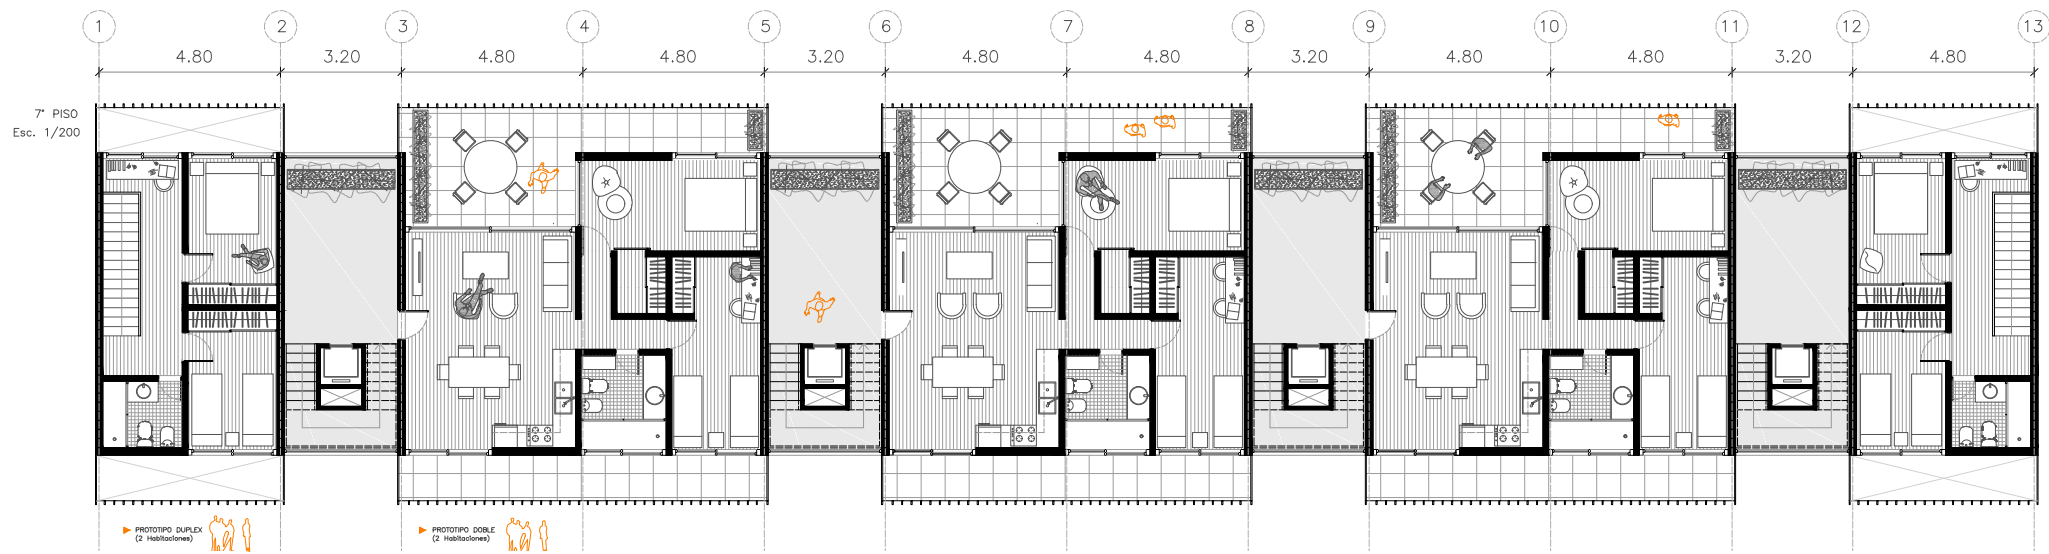 1 2 3 4 5 6 7 8 9 10 11 12 13
4.80 3.20 4.80 4.80 3.20 4.80 4.80 3.20 4.80 4.80 3.20 4.80
7° PISO
Esc. 1/200
PROTOTIPO DUPLEX
(2 Habitaciones)
PROTOTIPO DOBLE
(2 Habitaciones)